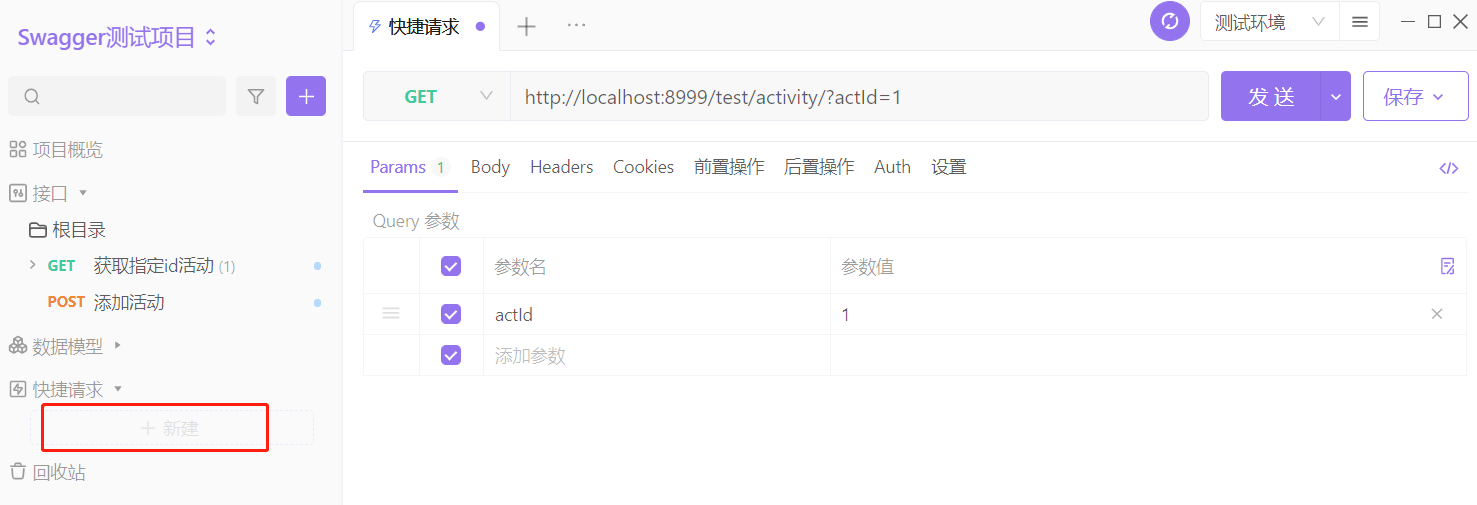 Swagger测试项目
项目概览
接口
根目录
GET 获取指定id活动 (1)
POST 添加活动
数据模型
快捷请求
+ 新建
回收站
快捷请求
测试环境
GET http://localhost:8999/test/activity/?actId=1
发 送
保存
Params 1 Body Headers Cookies 前置操作 后置操作 Auth 设置
Query 参数
参数名 参数值
actId 1
添加参数